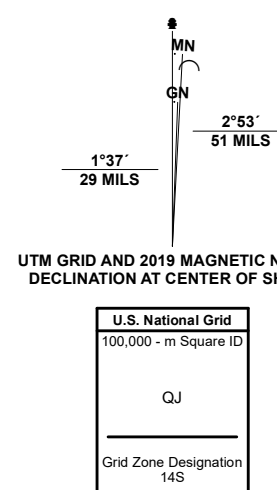 MN
GN
2°53´
51 MILS
1°37´
29 MILS
UTM GRID AND 2019 MAGNETIC N
DECLINATION AT CENTER OF SH
U.S. National Grid
100,000 - m Square ID
QJ
Grid Zone Designation
14S